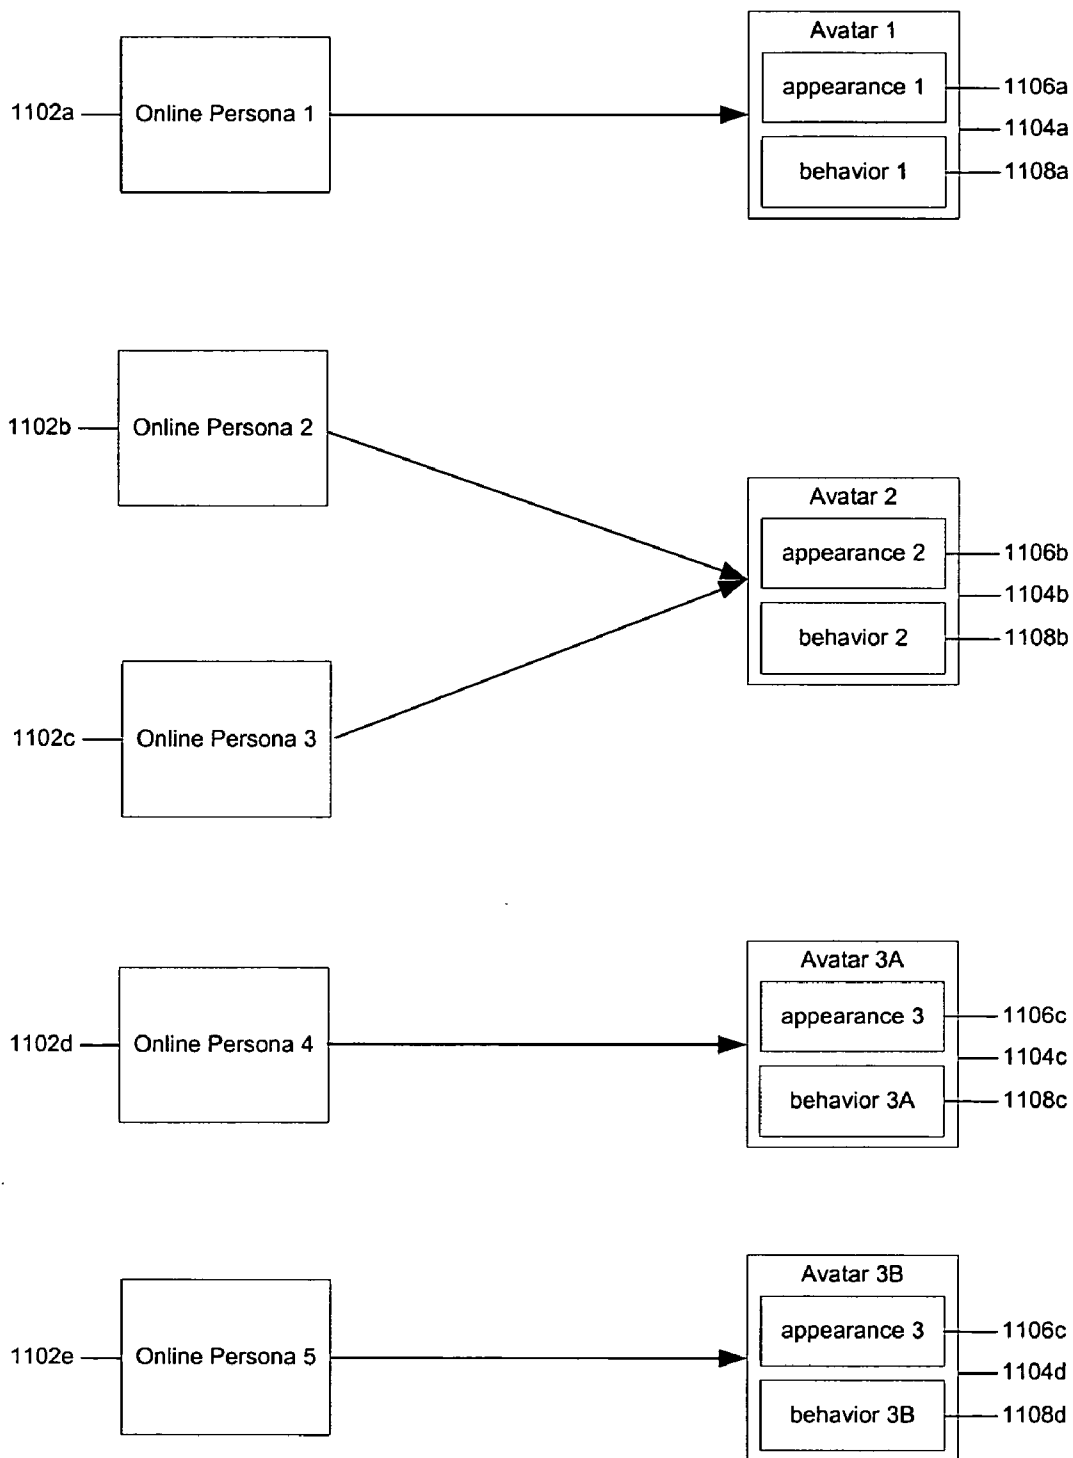 Avatar 1
1102a
Online Persona 1
appearance 1
1106a
1104a
behavior 1
1108a
1102b
Online Persona 2
Avatar 2
appearance 2
1106b
1104b
behavior 2
1108b
1102c
Online Persona 3
Avatar 3A
1102d
Online Persona 4
appearance 3
1106c
1104c
behavior 3A
1108c
Avatar 3B
1102e
Online Persona 5
appearance 3
1106c
1104d
behavior 3B
1108d